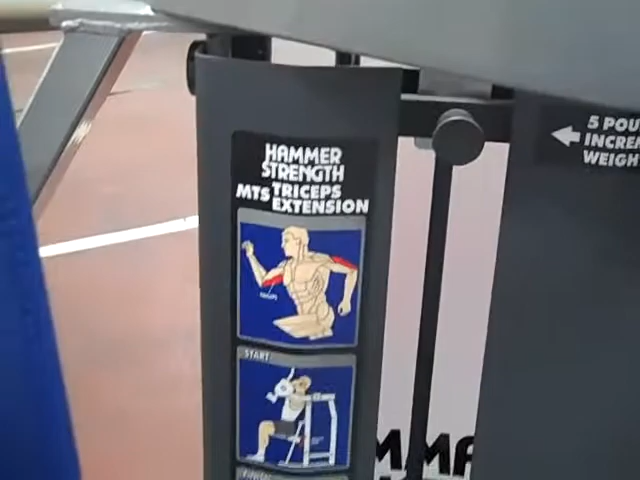 HAMMER
STRENGTH
MTS TRICEPS
EXTENSION
START
5 POU
INCRE
WEIGH